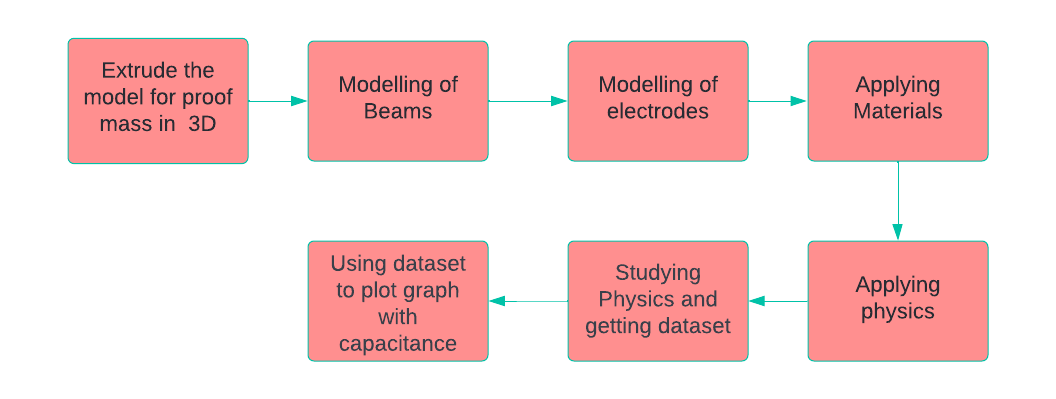 Extrude the
model for proof
mass in  3D
Modelling of
Beams
Modelling of
electrodes
Applying
Materials
Applying
physics
Studying
Physics and
getting dataset
Using dataset
to plot graph
with
capacitance